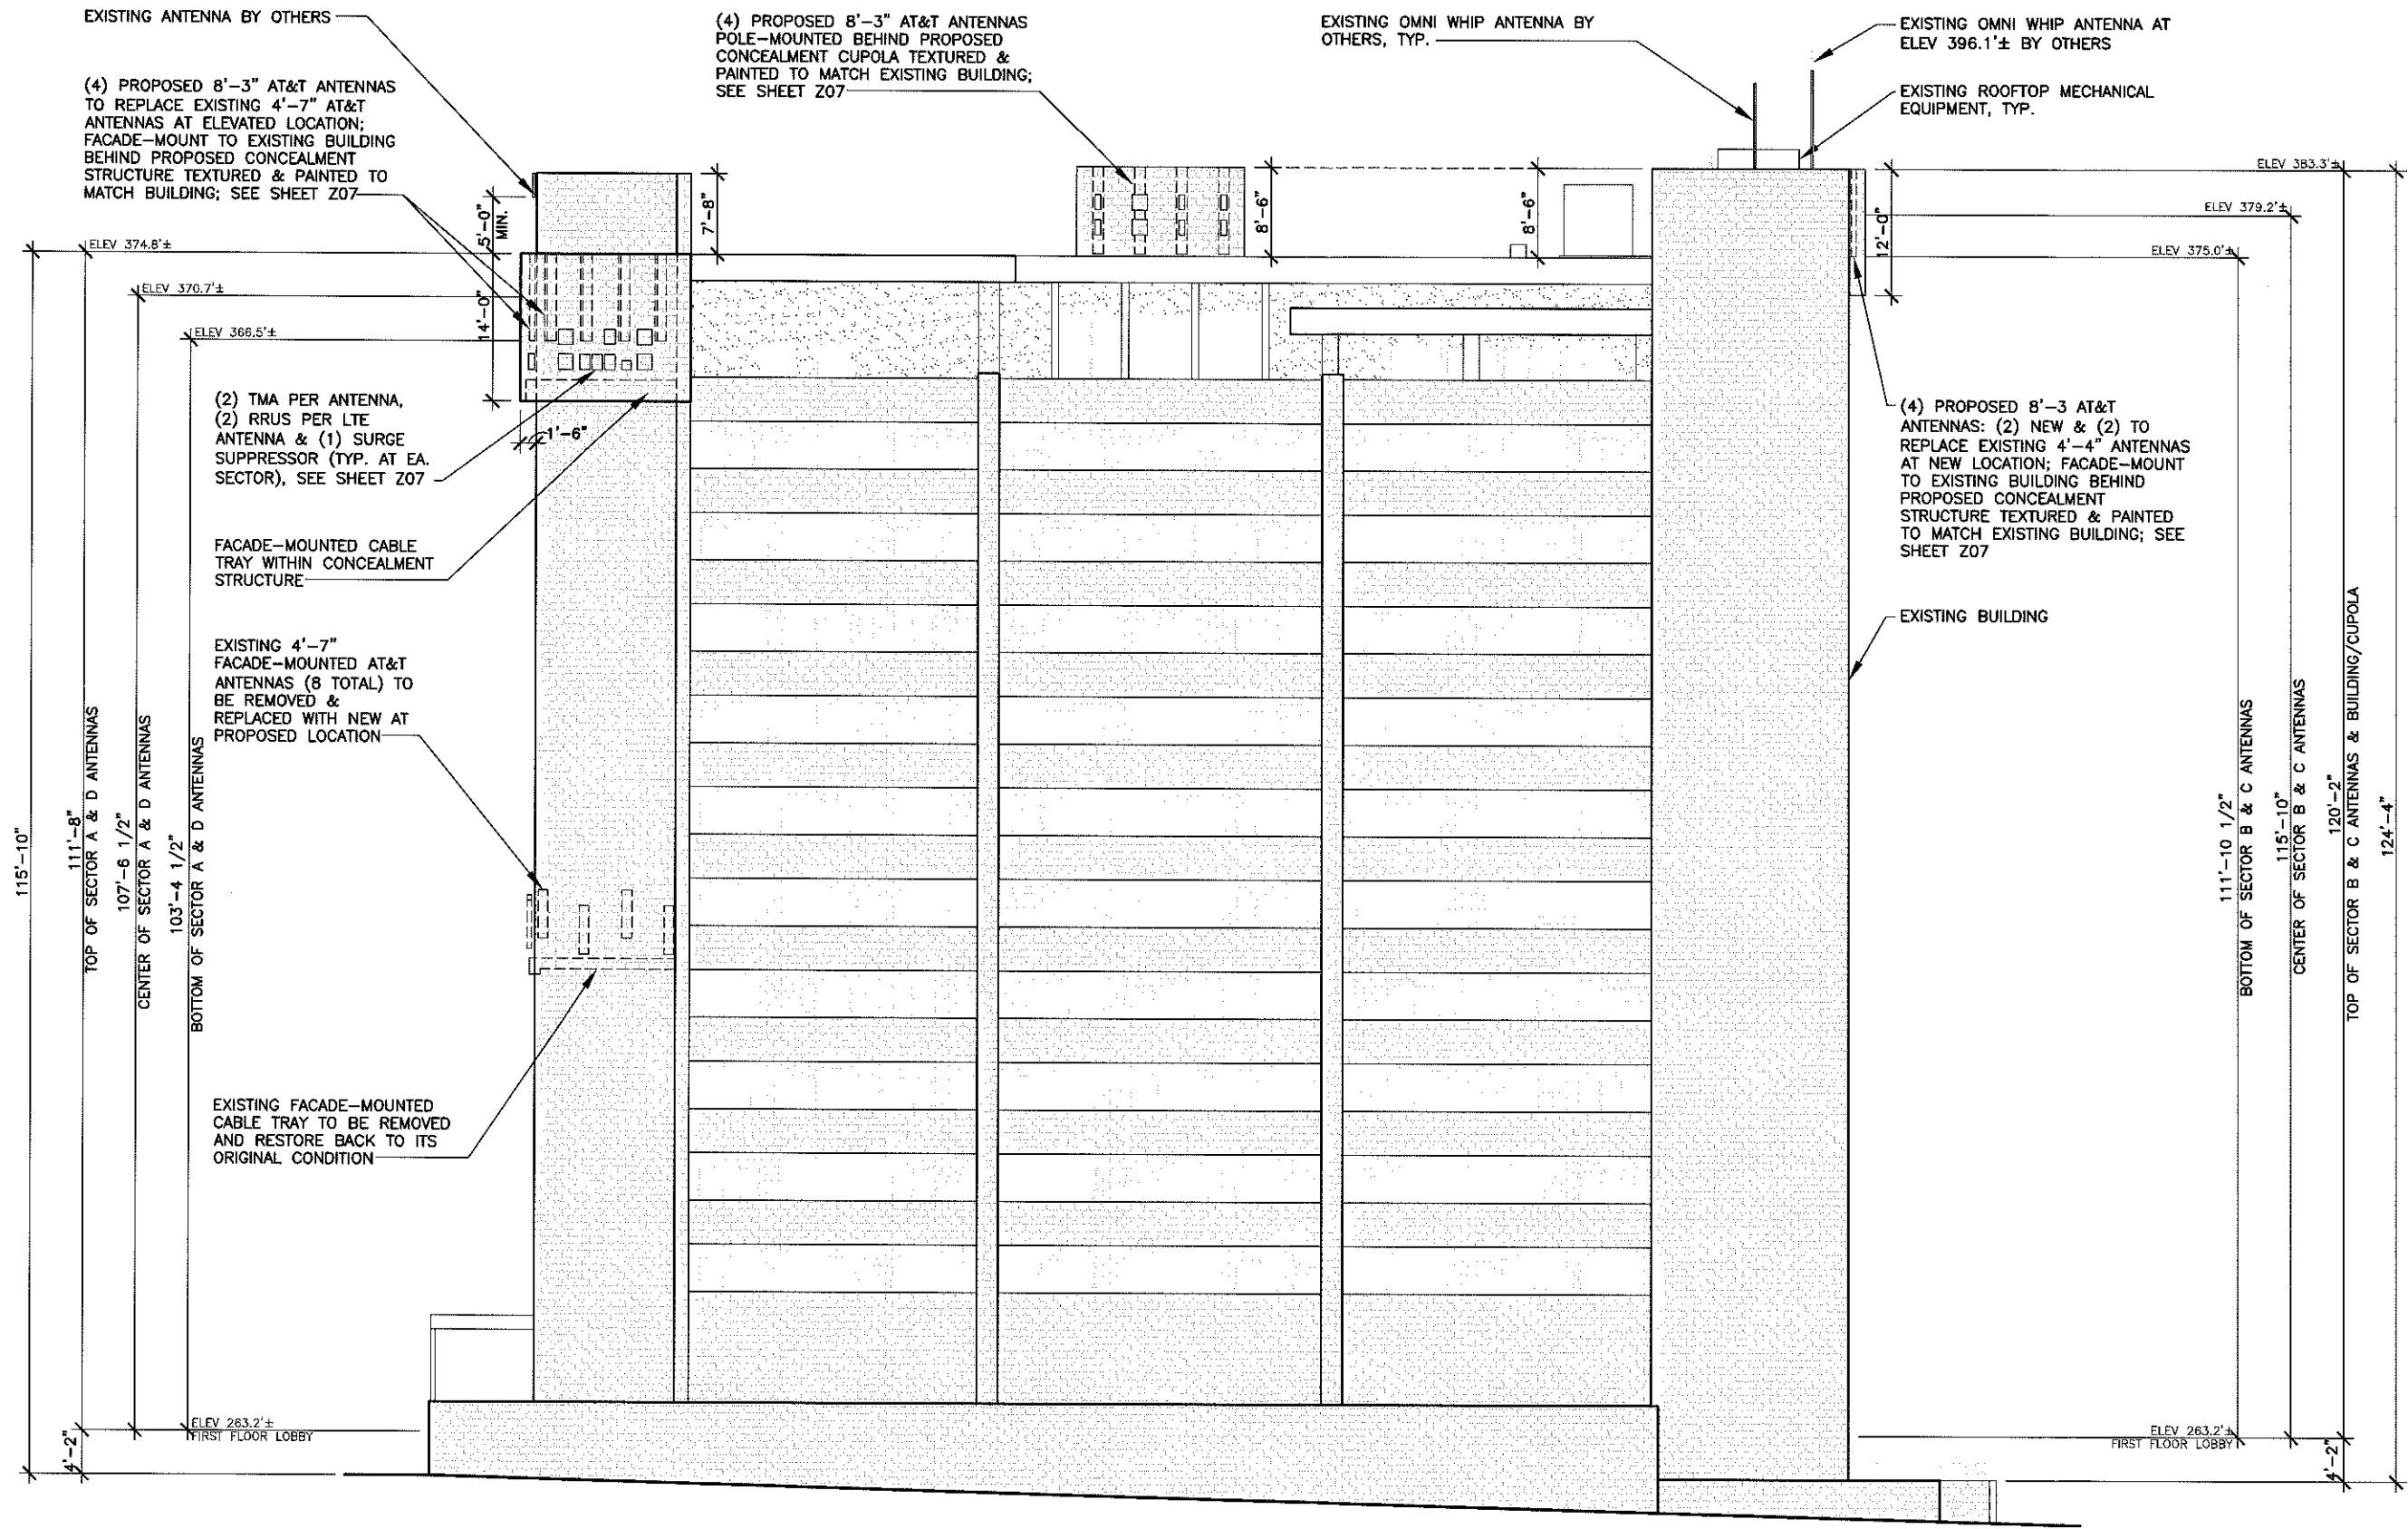 EXISTING ANTENNA BY OTHERS
(4) PROPOSED 8'-3" AT&T ANTENNAS
TO REPLACE EXISTING 4'-7" AT&T
ANTENNAS AT ELEVATED LOCATION;
FACADE-MOUNT TO EXISTING BUILDING
BEHIND PROPOSED CONCEALMENT
STRUCTURE TEXTURED & PAINTED TO
MATCH BUILDING; SEE SHEET Z07
(4) PROPOSED 8'-3" AT&T ANTENNAS
POLE-MOUNTED BEHIND PROPOSED
CONCEALMENT CUPOLA TEXTURED &
PAINTED TO MATCH EXISTING BUILDING;
SEE SHEET Z07
EXISTING OMNI WHIP ANTENNA BY
OTHERS, TYP.
EXISTING OMNI WHIP ANTENNA AT
ELEV 396.1'± BY OTHERS
EXISTING ROOFTOP MECHANICAL
EQUIPMENT, TYP.
ELEV 383.3'±
ELEV 379.2'±
ELEV 375.0'±
ELEV 374.8'±
ELEV 370.7'±
ELEV 366.5'±
5'-0"
MIN.
14'-0"
7'-8"
8'-6"
8'-6"
12'-0"
1'-6"
(2) TMA PER ANTENNA,
(2) RRUS PER LTE
ANTENNA & (1) SURGE
SUPPRESSOR (TYP. AT EA.
SECTOR), SEE SHEET Z07
FACADE-MOUNTED CABLE
TRAY WITHIN CONCEALMENT
STRUCTURE
EXISTING 4'-7"
FACADE-MOUNTED AT&T
ANTENNAS (8 TOTAL) TO
BE REMOVED &
REPLACED WITH NEW AT
PROPOSED LOCATION
EXISTING FACADE-MOUNTED
CABLE TRAY TO BE REMOVED
AND RESTORE BACK TO ITS
ORIGINAL CONDITION
(4) PROPOSED 8'-3 AT&T
ANTENNAS: (2) NEW & (2) TO
REPLACE EXISTING 4'-4" ANTENNAS
AT NEW LOCATION; FACADE-MOUNT
TO EXISTING BUILDING BEHIND
PROPOSED CONCEALMENT
STRUCTURE TEXTURED & PAINTED
TO MATCH EXISTING BUILDING; SEE
SHEET Z07
EXISTING BUILDING
115'-10"
111'-8"
TOP OF SECTOR A & D ANTENNAS
107'-6 1/2"
CENTER OF SECTOR A & D ANTENNAS
103'-4 1/2"
BOTTOM OF SECTOR A & D ANTENNAS
111'-10 1/2"
BOTTOM OF SECTOR B & C ANTENNAS
115'-10"
CENTER OF SECTOR B & C ANTENNAS
120'-2"
TOP OF SECTOR B & C ANTENNAS & BUILDING/CUPOLA
124'-4"
ELEV 263.2'±
FIRST FLOOR LOBBY
4'-2"
ELEV 263.2'±
FIRST FLOOR LOBBY
4'-2"